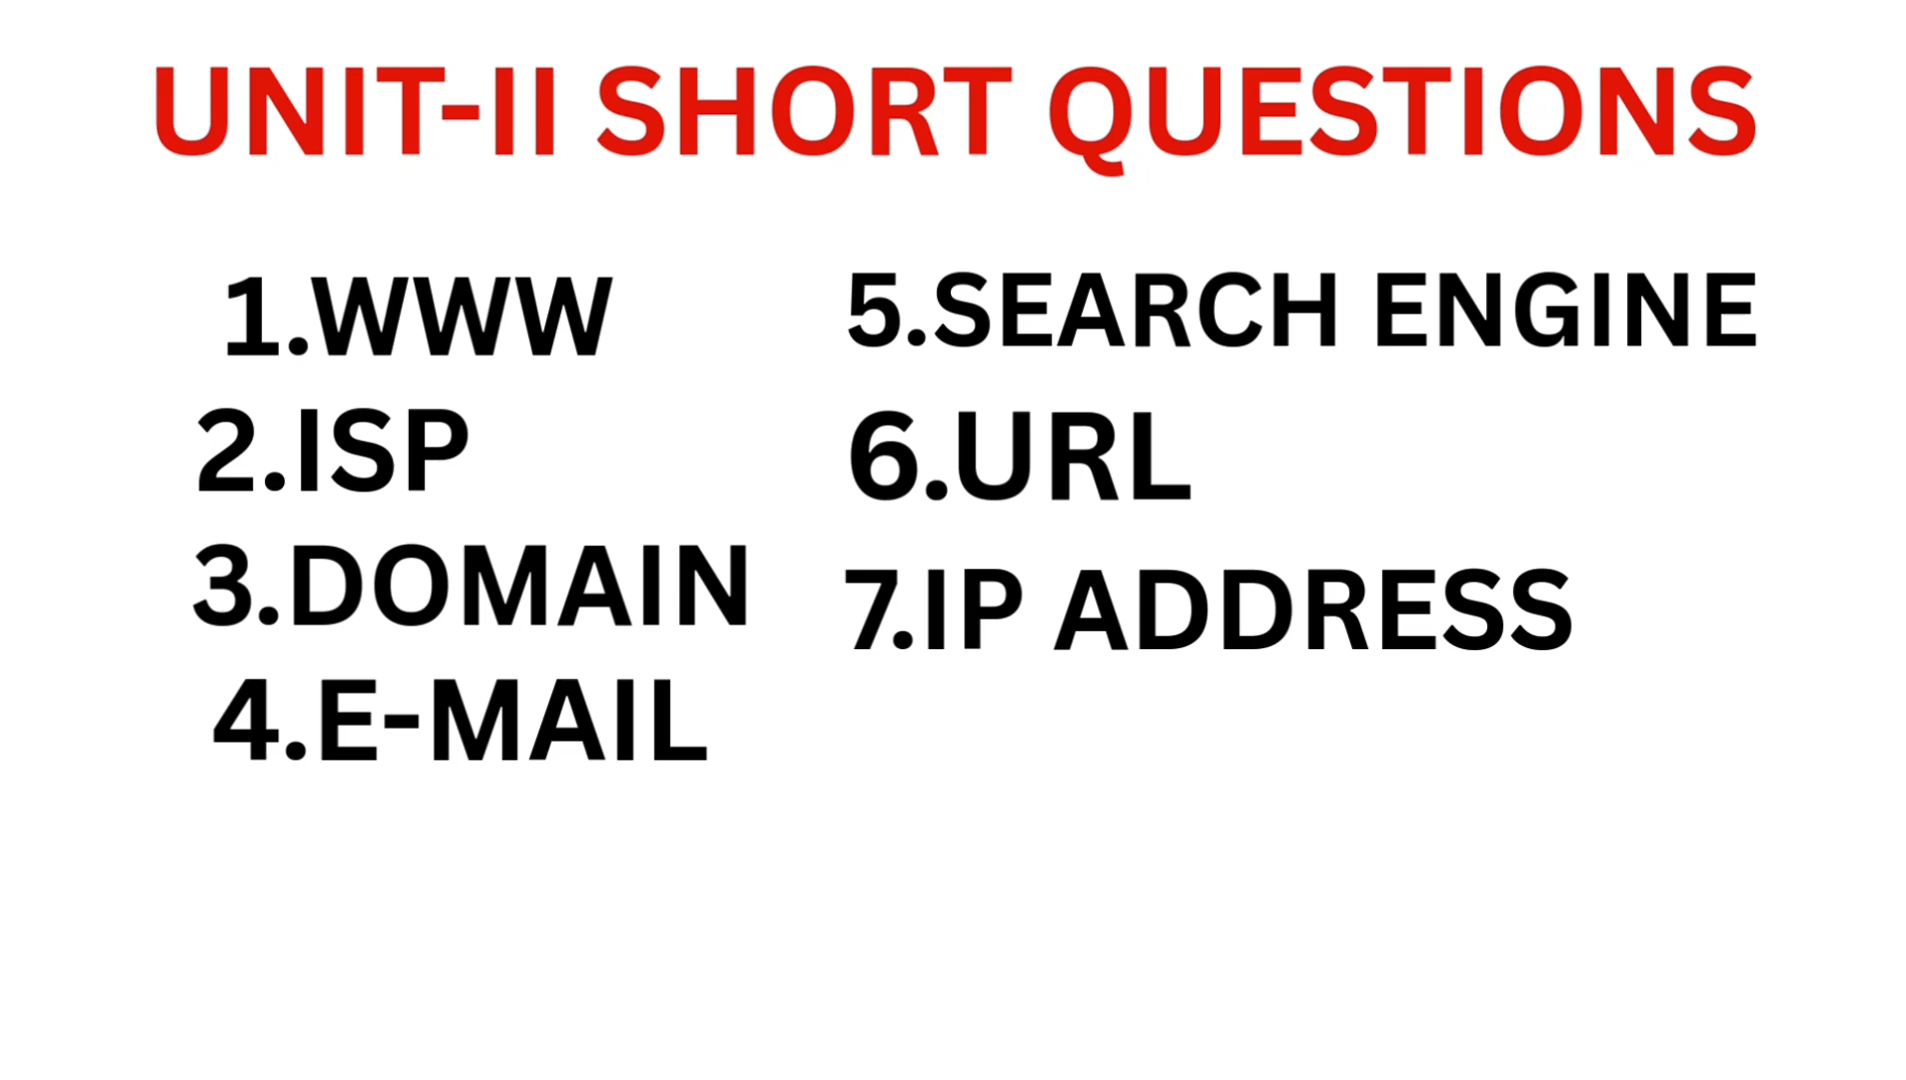 UNIT-II SHORT QUESTIONS
1.WWW
2.ISP
3.DOMAIN
4.E-MAIL
5.SEARCH ENGINE
6.URL
7.IP ADDRESS